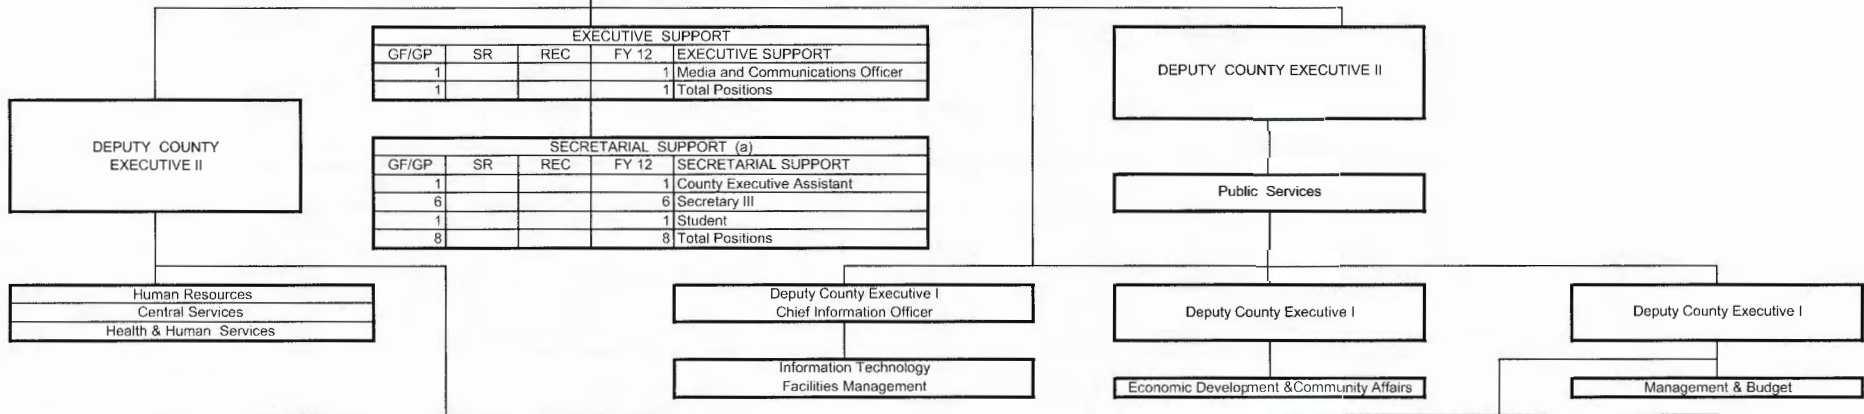 EXECUTIVE SUPPORT
GF/GP SR REC FY 12 EXECUTIVE SUPPORT
1 1 Media and Communications Officer
1 1 Total Positions
DEPUTY COUNTY EXECUTIVE II
DEPUTY COUNTY
EXECUTIVE II
SECRETARIAL SUPPORT (a)
GF/GP SR REC FY 12 SECRETARIAL SUPPORT
1 1 County Executive Assistant
6 6 Secretary III
1 1 Student
8 8 Total Positions
Public Services
Human Resources
Central Services
Health & Human Services
Deputy County Executive I
Chief Information Officer
Deputy County Executive I
Deputy County Executive I
Information Technology
Facilities Management
Economic Development &Community Affairs
Management & Budget